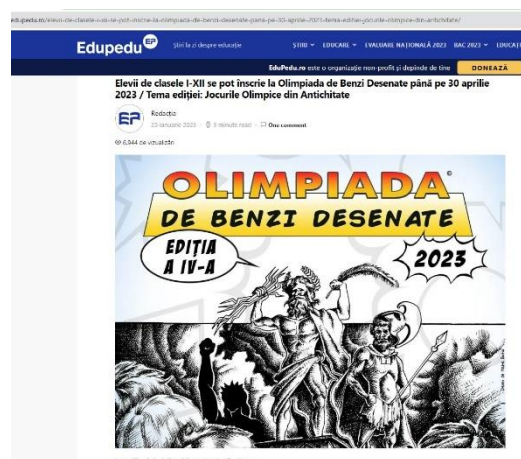 edupedu.ro/elevii-de-clasele-i-xii-se-pot-inscrie-la-olimpiada-de-benzi-desenate-pana-pe-30-aprilie-2023-tema-editiei-jocurile-olimpice-din-antichitate/
Edupedu EP Știri la zi despre educație ȘTIRI EDUCARE EVALUARE NAȚIONALĂ 2023 BAC 2023 EDUCAȚI
EduPedu.ro este o organizație non-profit și depinde de tine DONEAZĂ
Elevii de clasele I-XII se pot înscrie la Olimpiada de Benzi Desenate până pe 30 aprilie
2023 / Tema ediției: Jocurile Olimpice din Antichitate
EP Redacția
ianuarie 2023 minute read One comment
6.944 de vizualizări
OLIMPIADA
DE BENZI DESENATE
EDIȚIA
A IV-A
2023